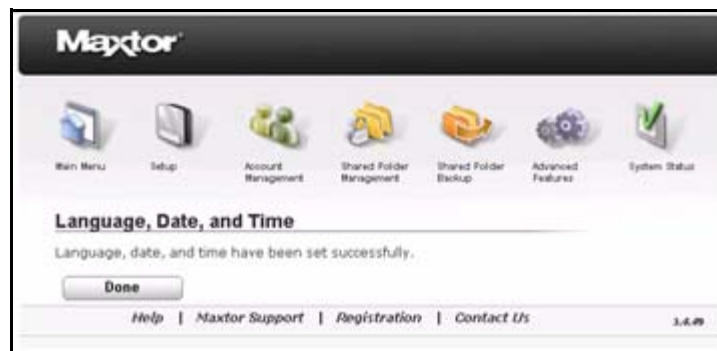 Maxtor
Main Menu
Setup
Account Management
Shared Folder Management
Shared Folder Backup
Advanced Features
System Status
Language, Date, and Time
Language, date, and time have been set successfully.
Done
Help | Maxtor Support | Registration | Contact Us